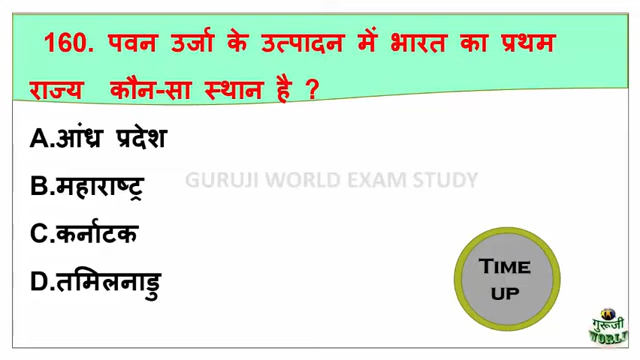 160. पवन उर्जा के उत्पादन में भारत का प्रथम
राज्य कौन-सा स्थान है ?
A.आंध्र प्रदेश
B.महाराष्ट्र
GURUJI WORLD EXAM STUDY
C.कर्नाटक
D.तमिलनाडु
TIME
UP
गुरूजी
WORLD